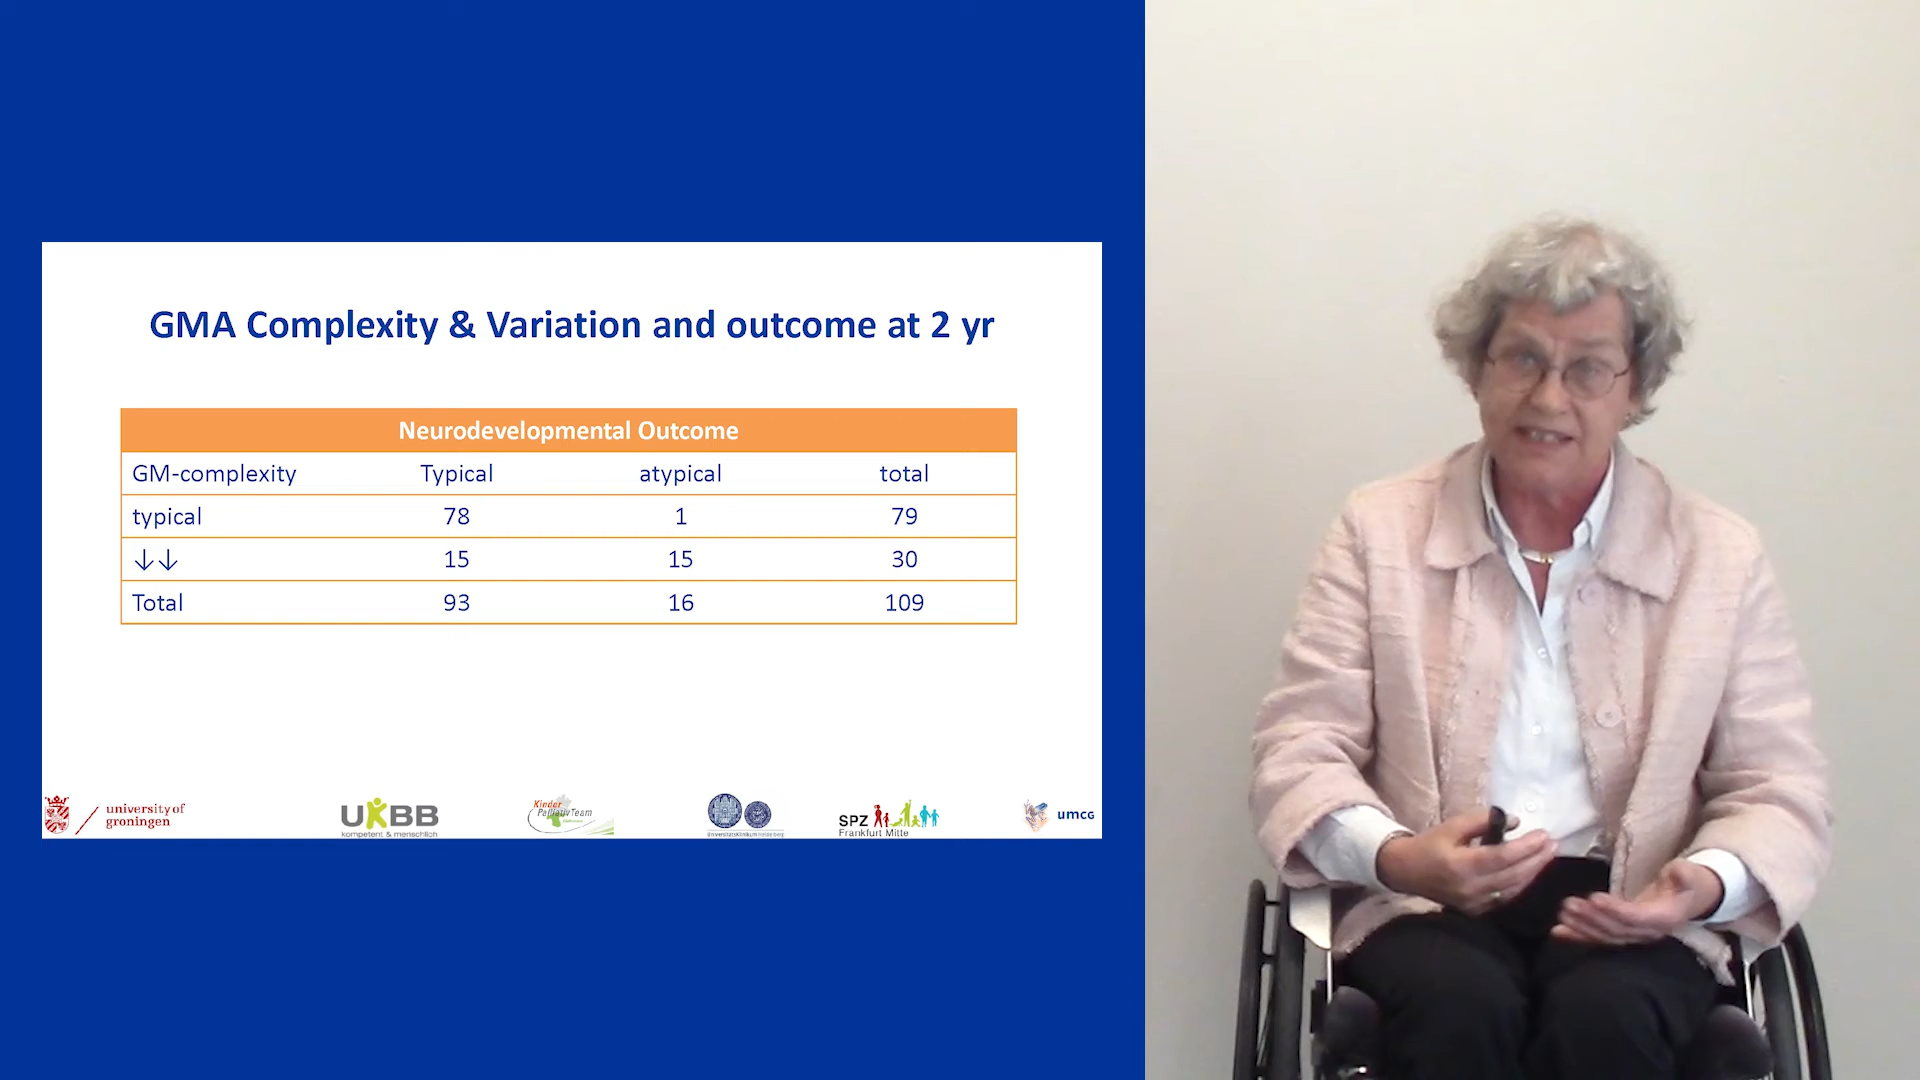 GMA Complexity & Variation and outcome at 2 yr
Neurodevelopmental Outcome
GM-complexity Typical atypical total
typical 78 1 79
↓↓ 15 15 30
Total 93 16 109
university of
groningen
UKBB
kompetent & menschlich
Kinder
PalliativTeam
Universitätsklinikum Heidelberg
SPZ
Frankfurt Mitte
umcg